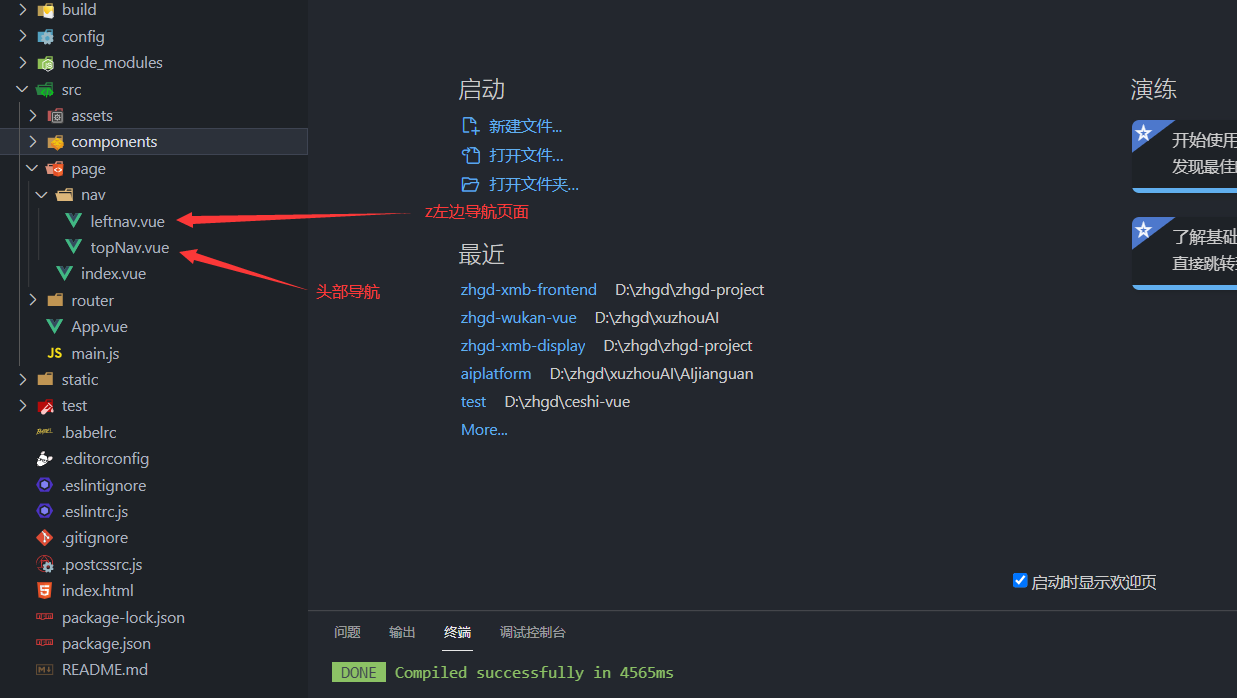 build
config
node_modules
src
assets
components
page
nav
leftnav.vue
topNav.vue
index.vue
router
App.vue
JS main.js
static
test
.babelrc
.editorconfig
.eslintignore
.eslintrc.js
.gitignore
.postcssrc.js
index.html
package-lock.json
package.json
README.md
z左边导航页面
头部导航
启动
新建文件...
打开文件...
打开文件夹...
最近
zhgd-xmb-frontend D:\zhgd\zhgd-project
zhgd-wukan-vue D:\zhgd\xuzhouAI
zhgd-xmb-display D:\zhgd\zhgd-project
aiplatform D:\zhgd\xuzhouAI\AIjianguan
test D:\zhgd\ceshi-vue
More...
演练
开始使用
发现最佳
了解基础
直接跳转
启动时显示欢迎页
问题 输出 终端 调试控制台
DONE Compiled successfully in 4565ms